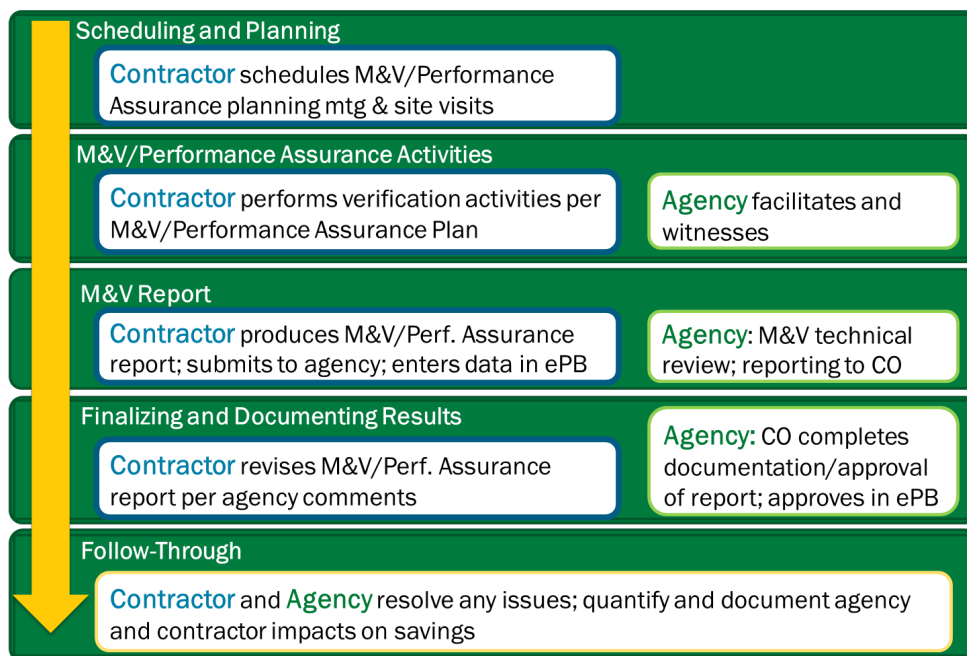 Scheduling and Planning
Contractor schedules M&V/Performance
Assurance planning mtg & site visits
M&V/Performance Assurance Activities
Contractor performs verification activities per
M&V/Performance Assurance Plan
Agency facilitates and
witnesses
M&V Report
Contractor produces M&V/Perf. Assurance
report; submits to agency; enters data in ePB
Agency: M&V technical
review; reporting to CO
Finalizing and Documenting Results
Contractor revises M&V/Perf. Assurance
report per agency comments
Agency: CO completes
documentation/approval
of report; approves in ePB
Follow-Through
Contractor and Agency resolve any issues; quantify and document agency
and contractor impacts on savings